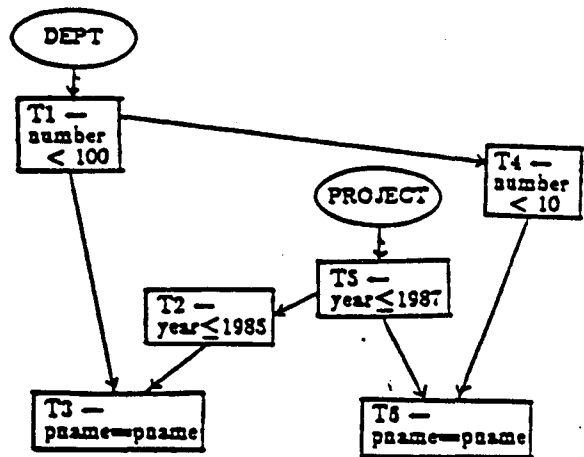 DEPT
T1 ←
number
< 100
T4 ←
number
< 10
PROJECT
T5 ←
year≤1987
T2 ←
year≤1985
T3 ←
pname==pname
T6 ←
pname==pname